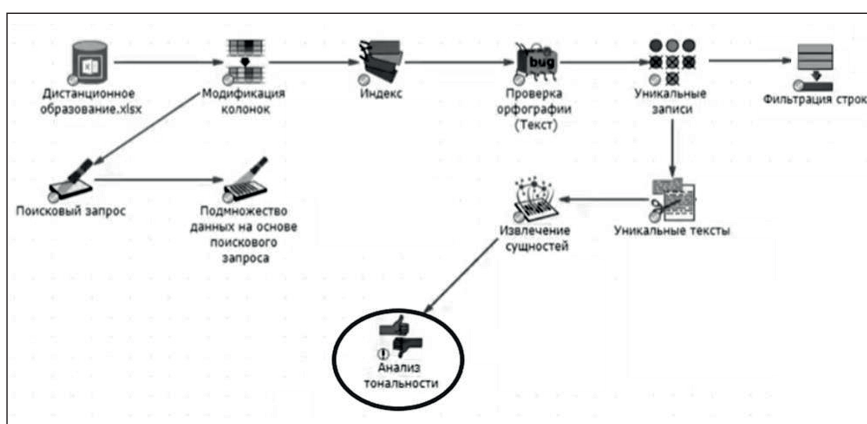 Дистанционное
образование.xlsx
Модификация
колонок
Индекс
bug
Проверка
орфографии
(Текст)
Уникальные
записи
Фильтрация строк
Поисковый запрос
Подмножество
данных на основе
поискового
запроса
Извлечение
сущностей
Уникальные тексты
Анализ
тональности